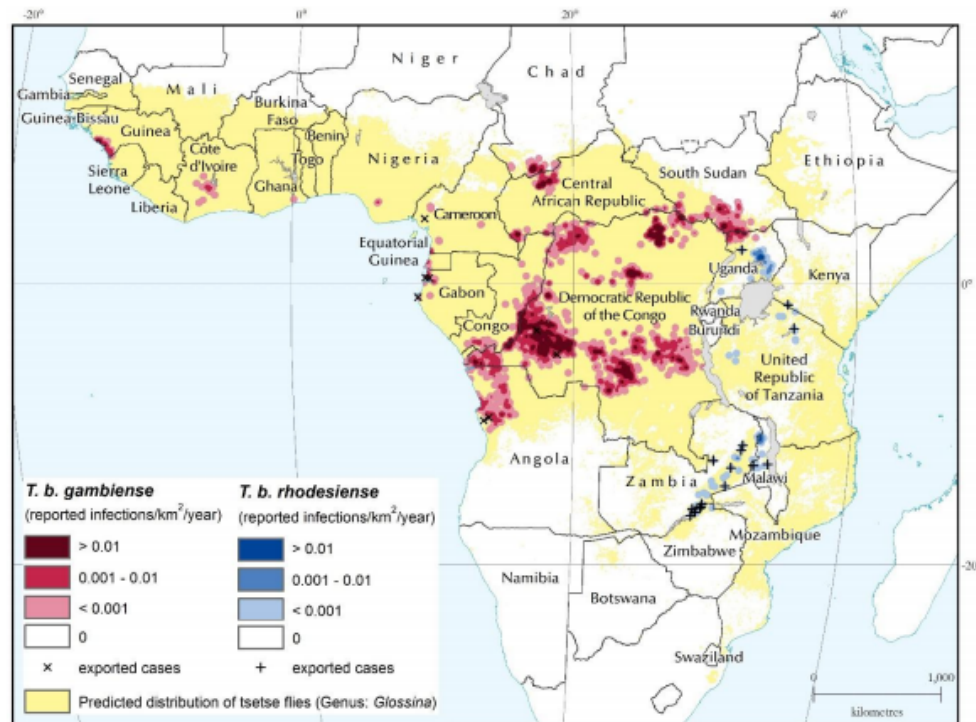 -20°
0°
20°
40°
Niger
Chad
Mali
Senegal
Gambia
Guinea-Bissau
Guinea
Burkina
Faso
Benin
Togo
Côte
d'Ivoire
Ghana
Nigeria
Sierra
Leone
Liberia
Ethiopia
South Sudan
Central
African Republic
Cameroon
Equatorial
Guinea
Gabon
Congo
Democratic Republic
of the Congo
Uganda
Kenya
Rwanda
Burundi
United
Republic
of Tanzania
0°
Angola
Zambia
Malawi
Mozambique
Zimbabwe
Namibia
Botswana
Swaziland
-20°
T. b. gambiense
(reported infections/km²/year)
> 0.01
0.001 - 0.01
< 0.001
0
exported cases
T. b. rhodesiense
(reported infections/km²/year)
> 0.01
0.001 - 0.01
< 0.001
0
exported cases
Predicted distribution of tsetse flies (Genus: Glossina)
0
1,000
kilometres